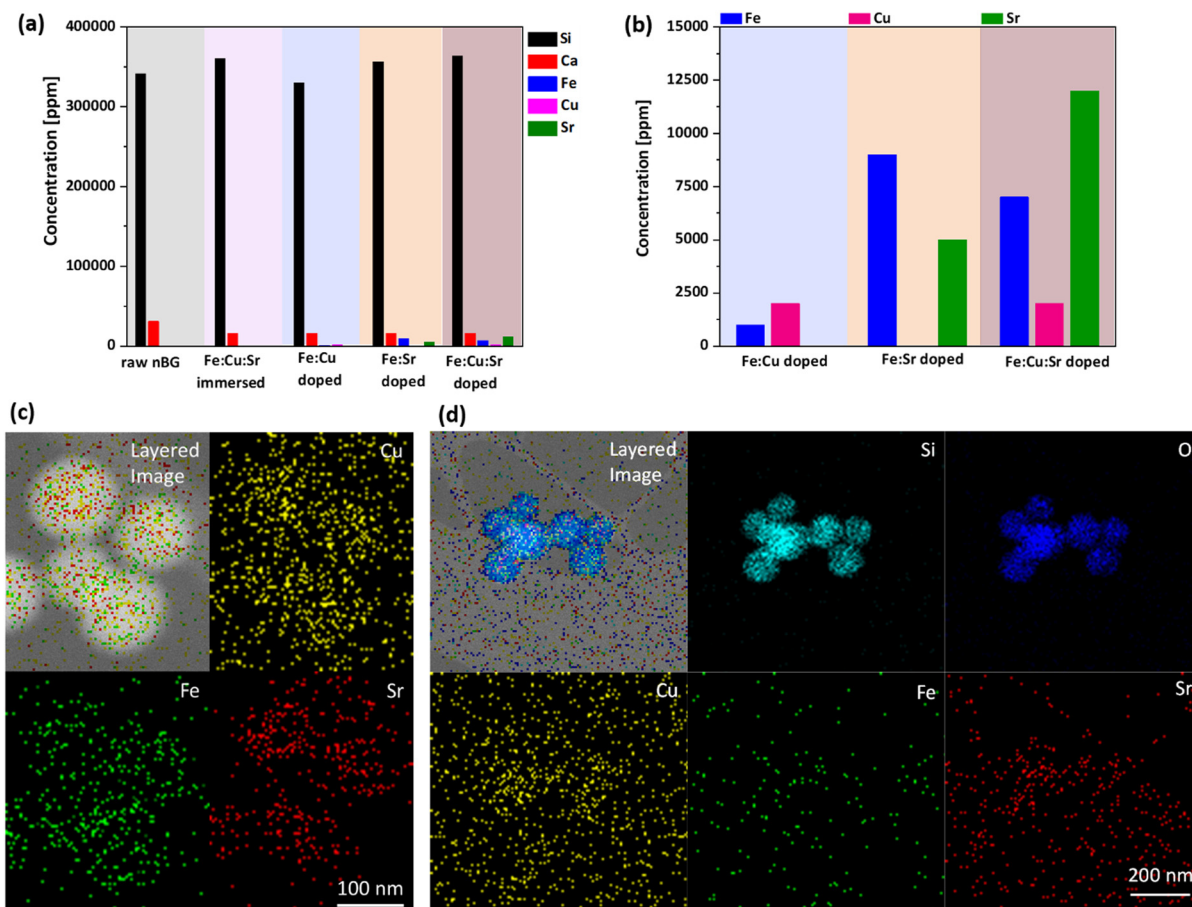 (a)
Concentration [ppm]
400000
300000
200000
100000
0
raw nBG
Fe:Cu:Sr
immersed
Fe:Cu
doped
Fe:Sr
doped
Fe:Cu:Sr
doped
Si
Ca
Fe
Cu
Sr
(b)
Fe Cu Sr
Concentration [ppm]
15000
12500
10000
7500
5000
2500
0
Fe:Cu doped
Fe:Sr doped
Fe:Cu:Sr doped
(c)
Layered
Image
Cu
Fe
Sr
100 nm
(d)
Layered
Image
Si
O
Cu
Fe
Sr
200 nm